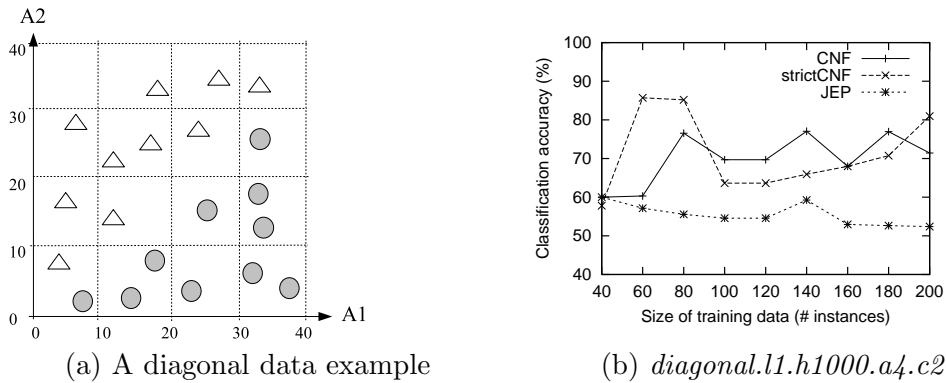 A2
40
30
20
10
0
0 10 20 30 40
A1
(a) A diagonal data example
Classification accuracy (%)
100
90
80
70
60
50
40
CNF
strictCNF
JEP
40 60 80 100 120 140 160 180 200
Size of training data (# instances)
(b) diagonal.l1.h1000.a4.c2